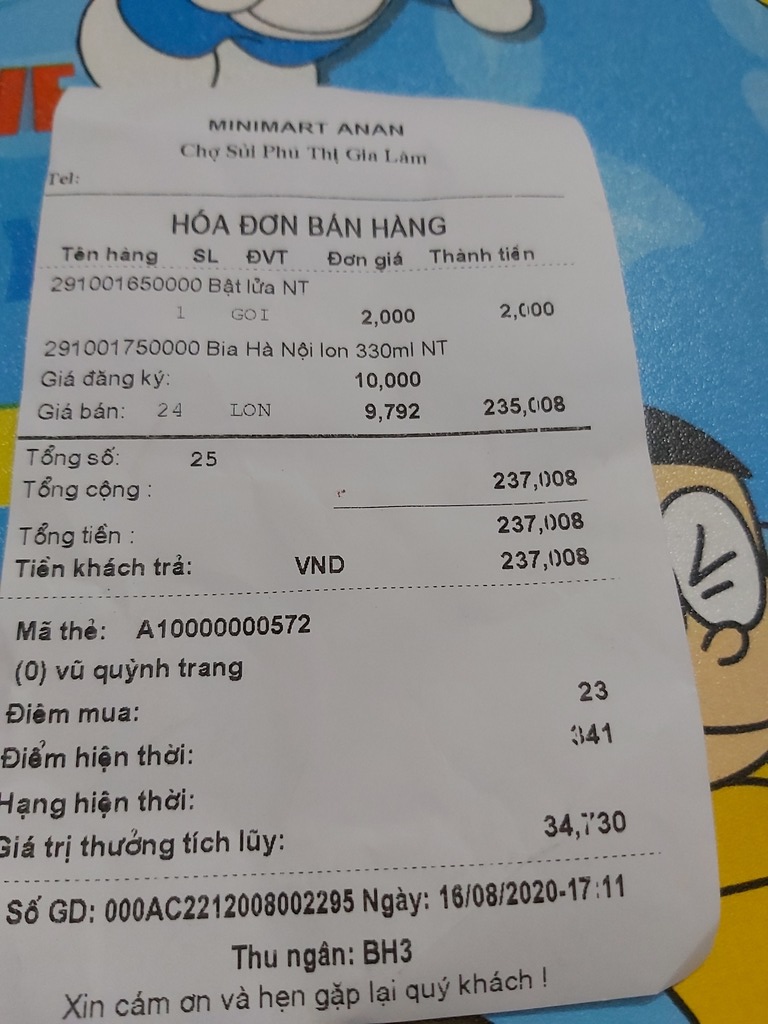 VE
MINIMART ANAN
Chợ Sủi Phú Thị Gia Lâm
Tel:
HÓA ĐƠN BÁN HÀNG
Tên hàng SL ĐVT Đơn giá Thành tiền
291001650000 Bật lửa NT
1 GOI 2,000 2,000
291001750000 Bia Hà Nội lon 330ml NT
Giá đăng ký: 10,000
Giá bán: 24 LON 9,792 235,008
Tổng số: 25
Tổng cộng : 237,008
Tổng tiền : 237,008
Tiền khách trả: VND 237,008
Mã thẻ: A10000000572
(0) vũ quỳnh trang
Điểm mua: 23
Điểm hiện thời: 341
Hạng hiện thời:
Giá trị thưởng tích lũy: 34,730
Số GD: 000AC2212008002295 Ngày: 16/08/2020-17:11
Thu ngân: BH3
Xin cám ơn và hẹn gặp lại quý khách !